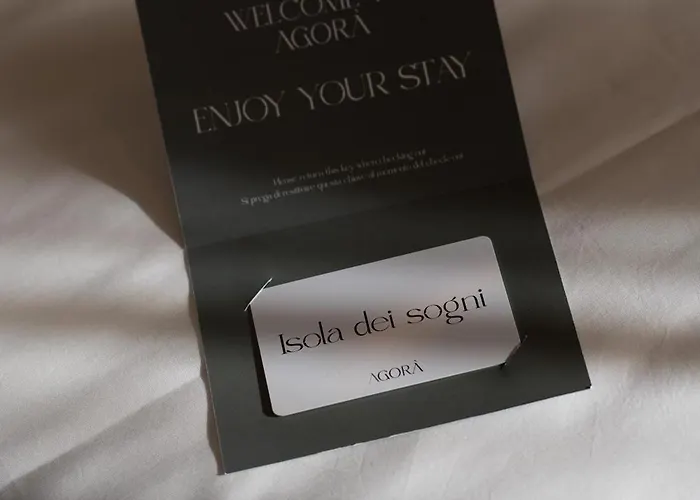 WELCOME
AGORÀ
ENJOY YOUR STAY
Please return this key when checking out
Si prega di restituire questa chiave al momento del check-out
Isola dei sogni
AGORÀ